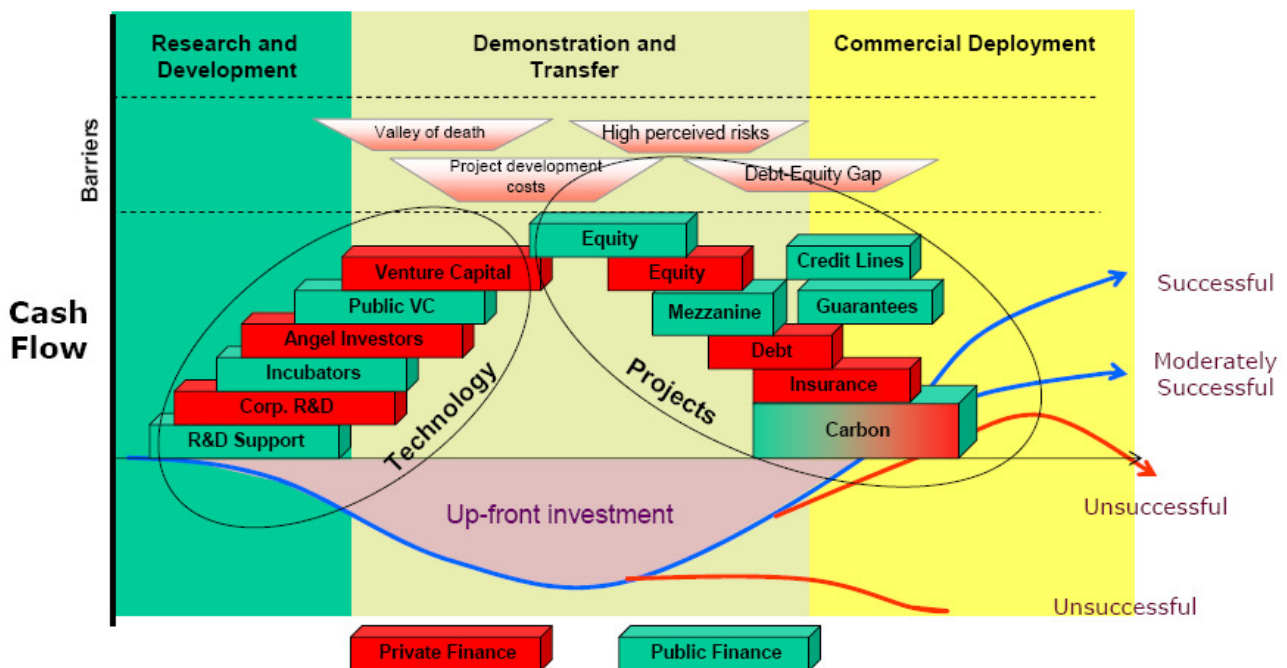 Research and
Development
Demonstration and
Transfer
Commercial Deployment
Barriers
Valley of death
High perceived risks
Project development
costs
Debt-Equity Gap
Cash
Flow
Equity
Venture Capital
Equity
Credit Lines
Public VC
Mezzanine
Guarantees
Angel Investors
Debt
Incubators
Insurance
Corp. R&D
Carbon
R&D Support
Technology
Projects
Successful
Moderately
Successful
Unsuccessful
Up-front investment
Unsuccessful
Private Finance
Public Finance